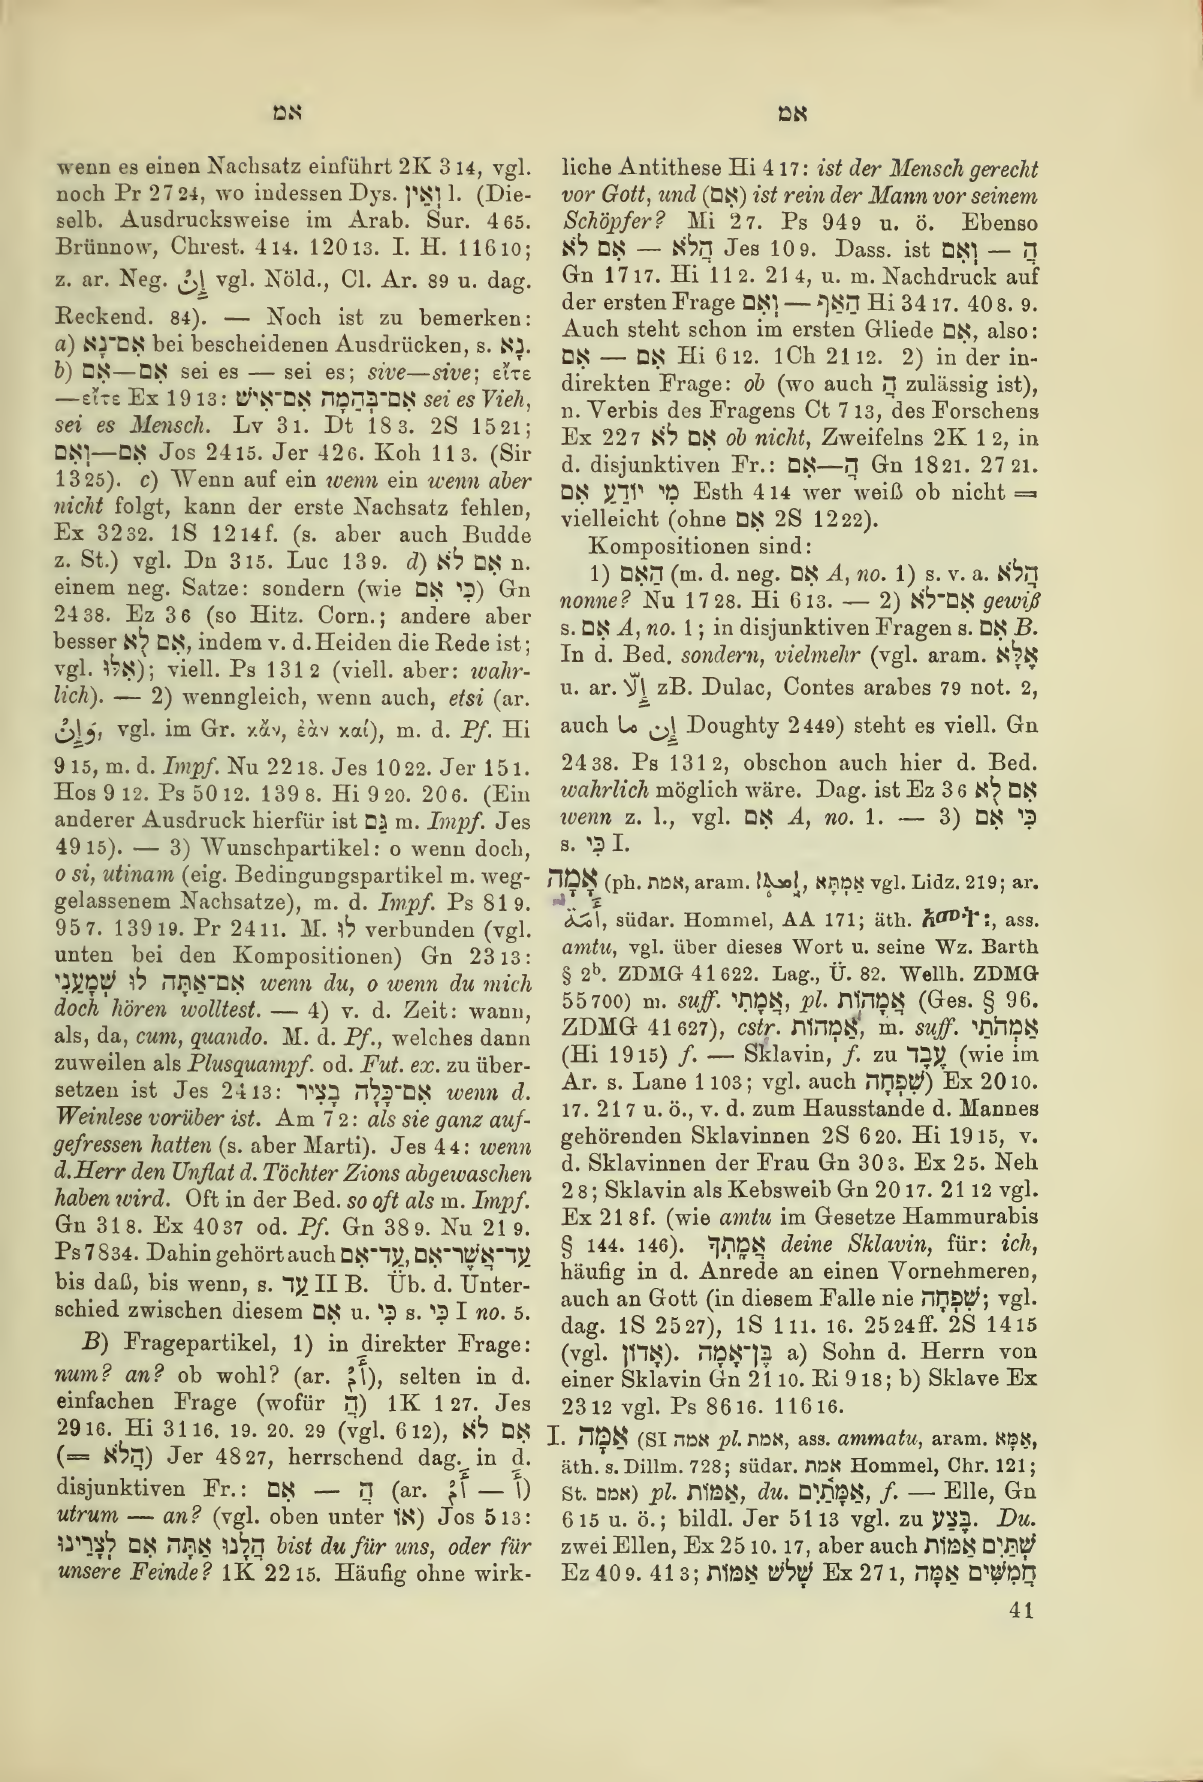 אמ
אמ
wenn es einen Nachsatz einführt 2K 3 14, vgl.
noch Pr 27 24, wo indessen Dys. וְאֵין l. (Die-
selb. Ausdrucksweise im Arab. Sur. 4 65.
Brünnow, Chrest. 4 14. 120 13. I. H. 116 10;
z. ar. Neg. إِنْ vgl. Nöld., Cl. Ar. 89 u. dag.
Reckend. 84). — Noch ist zu bemerken:
a) אִם־נָא bei bescheidenen Ausdrücken, s. נָא.
b) אִם—אִם sei es — sei es; sive—sive; εἴτε
—εἴτε Ex 19 13: אִם־בְּהֵמָה אִם־אִישׁ sei es Vieh,
sei es Mensch. Lv 3 1. Dt 18 3. 2S 15 21;
אִם—וְאִם Jos 24 15. Jer 42 6. Koh 11 3. (Sir
13 25). c) Wenn auf ein wenn ein wenn aber
nicht folgt, kann der erste Nachsatz fehlen,
Ex 32 32. 1S 12 14 f. (s. aber auch Budde
z. St.) vgl. Dn 3 15. Luc 13 9. d) אִם לֹא n.
einem neg. Satze: sondern (wie כִּי אִם) Gn
24 38. Ez 3 6 (so Hitz. Corn.; andere aber
besser אִם לְא, indem v. d. Heiden die Rede ist;
vgl. אִלּוּ); viell. Ps 131 2 (viell. aber: wahr-
lich). — 2) wenngleich, wenn auch, etsi (ar.
وَإِنْ, vgl. im Gr. κἄν, ἐὰν καί), m. d. Pf. Hi
9 15, m. d. Impf. Nu 22 18. Jes 10 22. Jer 15 1.
Hos 9 12. Ps 50 12. 139 8. Hi 9 20. 20 6. (Ein
anderer Ausdruck hierfür ist גַּם m. Impf. Jes
49 15). — 3) Wunschpartikel: o wenn doch,
o si, utinam (eig. Bedingungspartikel m. weg-
gelassenem Nachsatze), m. d. Impf. Ps 81 9.
95 7. 139 19. Pr 24 11. M. לוּ verbunden (vgl.
unten bei den Kompositionen) Gn 23 13:
אִם־אַתָּה לוּ שְׁמָעֵנִי wenn du, o wenn du mich
doch hören wolltest. — 4) v. d. Zeit: wann,
als, da, cum, quando. M. d. Pf., welches dann
zuweilen als Plusquampf. od. Fut. ex. zu über-
setzen ist Jes 24 13: אִם־כָּלָה בָצִיר wenn d.
Weinlese vorüber ist. Am 7 2: als sie ganz auf-
gefressen hatten (s. aber Marti). Jes 4 4: wenn
d. Herr den Unflat d. Töchter Zions abgewaschen
haben wird. Oft in der Bed. so oft als m. Impf.
Gn 31 8. Ex 40 37 od. Pf. Gn 38 9. Nu 21 9.
Ps 78 34. Dahin gehört auch עַד־אִם, עַד־אֲשֶׁר־אִם
bis daß, bis wenn, s. עַד II B. Üb. d. Unter-
schied zwischen diesem אִם u. כִּי s. כִּי I no. 5.
B) Fragepartikel, 1) in direkter Frage:
num? an? ob wohl? (ar. أَمْ), selten in d.
einfachen Frage (wofür הֲ) 1K 1 27. Jes
29 16. Hi 31 16. 19. 20. 29 (vgl. 6 12), אִם לֹא
(= הֲלֹא) Jer 48 27, herrschend dag. in d.
disjunktiven Fr.: הֲ — אִם (ar. أَ — أَمْ)
utrum — an? (vgl. oben unter אוֹ) Jos 5 13:
הֲלָנוּ אַתָּה אִם לְצָרֵינוּ bist du für uns, oder für
unsere Feinde? 1K 22 15. Häufig ohne wirk-
liche Antithese Hi 4 17: ist der Mensch gerecht
vor Gott, und (אִם) ist rein der Mann vor seinem
Schöpfer? Mi 2 7. Ps 94 9 u. ö. Ebenso
הֲלֹא — אִם לֹא Jes 10 9. Dass. ist הֲ — וְאִם
Gn 17 17. Hi 11 2. 21 4, u. m. Nachdruck auf
der ersten Frage הַאַף — וְאִם Hi 34 17. 40 8. 9.
Auch steht schon im ersten Gliede אִם, also:
אִם — אִם Hi 6 12. 1Ch 21 12. 2) in der in-
direkten Frage: ob (wo auch הֲ zulässig ist),
n. Verbis des Fragens Ct 7 13, des Forschens
Ex 22 7 אִם לֹא ob nicht, Zweifelns 2K 1 2, in
d. disjunktiven Fr.: הֲ—אִם Gn 18 21. 27 21.
מִי יוֹדֵעַ אִם Esth 4 14 wer weiß ob nicht =
vielleicht (ohne אִם 2S 12 22).
Kompositionen sind:
1) הַאִם (m. d. neg. אִם A, no. 1) s. v. a. הֲלֹא
nonne? Nu 17 28. Hi 6 13. — 2) אִם־לֹא gewiß
s. אִם A, no. 1; in disjunktiven Fragen s. אִם B.
In d. Bed. sondern, vielmehr (vgl. aram. אֶלָּא
u. ar. إِلَّا zB. Dulac, Contes arabes 79 not. 2,
auch إِن ما Doughty 2 449) steht es viell. Gn
24 38. Ps 131 2, obschon auch hier d. Bed.
wahrlich möglich wäre. Dag. ist Ez 3 6 אִם לְא
wenn z. l., vgl. אִם A, no. 1. — 3) כִּי אִם
s. כִּי I.
אָמָה (ph. אמת, aram. ܐܰܡܬܳܐ, אַמְתָא vgl. Lidz. 219; ar.
أَمَةٌ, südar. Hommel, AA 171; äth. አመት፡, ass.
amtu, vgl. über dieses Wort u. seine Wz. Barth
§ 2ᵇ. ZDMG 41 622. Lag., Ü. 82. Wellh. ZDMG
55 700) m. suff. אֲמָתִי, pl. אֲמָהוֹת (Ges. § 96.
ZDMG 41 627), cstr. אַמְהוֹת, m. suff. אַמְהֹתַי
(Hi 19 15) f. — Sklavin, f. zu עֶבֶד (wie im
Ar. s. Lane 1 103; vgl. auch שִׁפְחָה) Ex 20 10.
17. 21 7 u. ö., v. d. zum Hausstande d. Mannes
gehörenden Sklavinnen 2S 6 20. Hi 19 15, v.
d. Sklavinnen der Frau Gn 30 3. Ex 2 5. Neh
2 8; Sklavin als Kebsweib Gn 20 17. 21 12 vgl.
Ex 21 8 f. (wie amtu im Gesetze Hammurabis
§ 144. 146). אֲמָתְךָ deine Sklavin, für: ich,
häufig in d. Anrede an einen Vornehmeren,
auch an Gott (in diesem Falle nie שִׁפְחָה; vgl.
dag. 1S 25 27), 1S 1 11. 16. 25 24 ff. 2S 14 15
(vgl. אָדוֹן). בֶּן־אָמָה a) Sohn d. Herrn von
einer Sklavin Gn 21 10. Ri 9 18; b) Sklave Ex
23 12 vgl. Ps 86 16. 116 16.
I. אַמָּה (SI אמה pl. אמת, ass. ammatu, aram. אַמָּא,
äth. s. Dillm. 728; südar. אמת Hommel, Chr. 121;
St. אמם) pl. אַמּוֹת, du. אַמָּתַיִם, f. — Elle, Gn
6 15 u. ö.; bildl. Jer 51 13 vgl. zu בֶּצַע. Du.
zwei Ellen, Ex 25 10. 17, aber auch שְׁתַּיִם אַמּוֹת
Ez 40 9. 41 3; שָׁלֹשׁ אַמּוֹת Ex 27 1, חֲמִשִּׁים אַמָּה
41